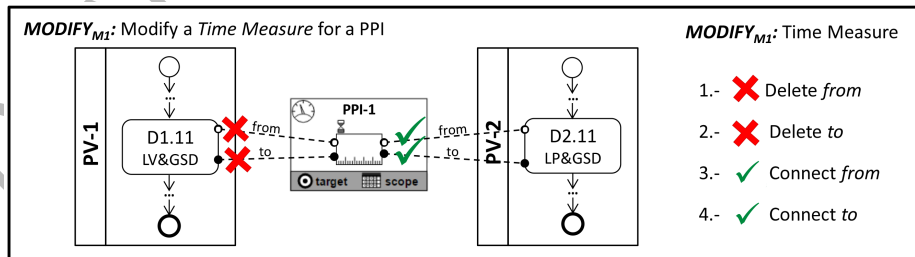 MODIFY_M1: Modify a Time Measure for a PPI
MODIFY_M1: Time Measure
PV-1
...
D1.11
LV&GSD
...
from
to
PPI-1
target scope
from
to
PV-2
...
D2.11
LP&GSD
...
1.- Delete from
2.- Delete to
3.- Connect from
4.- Connect to